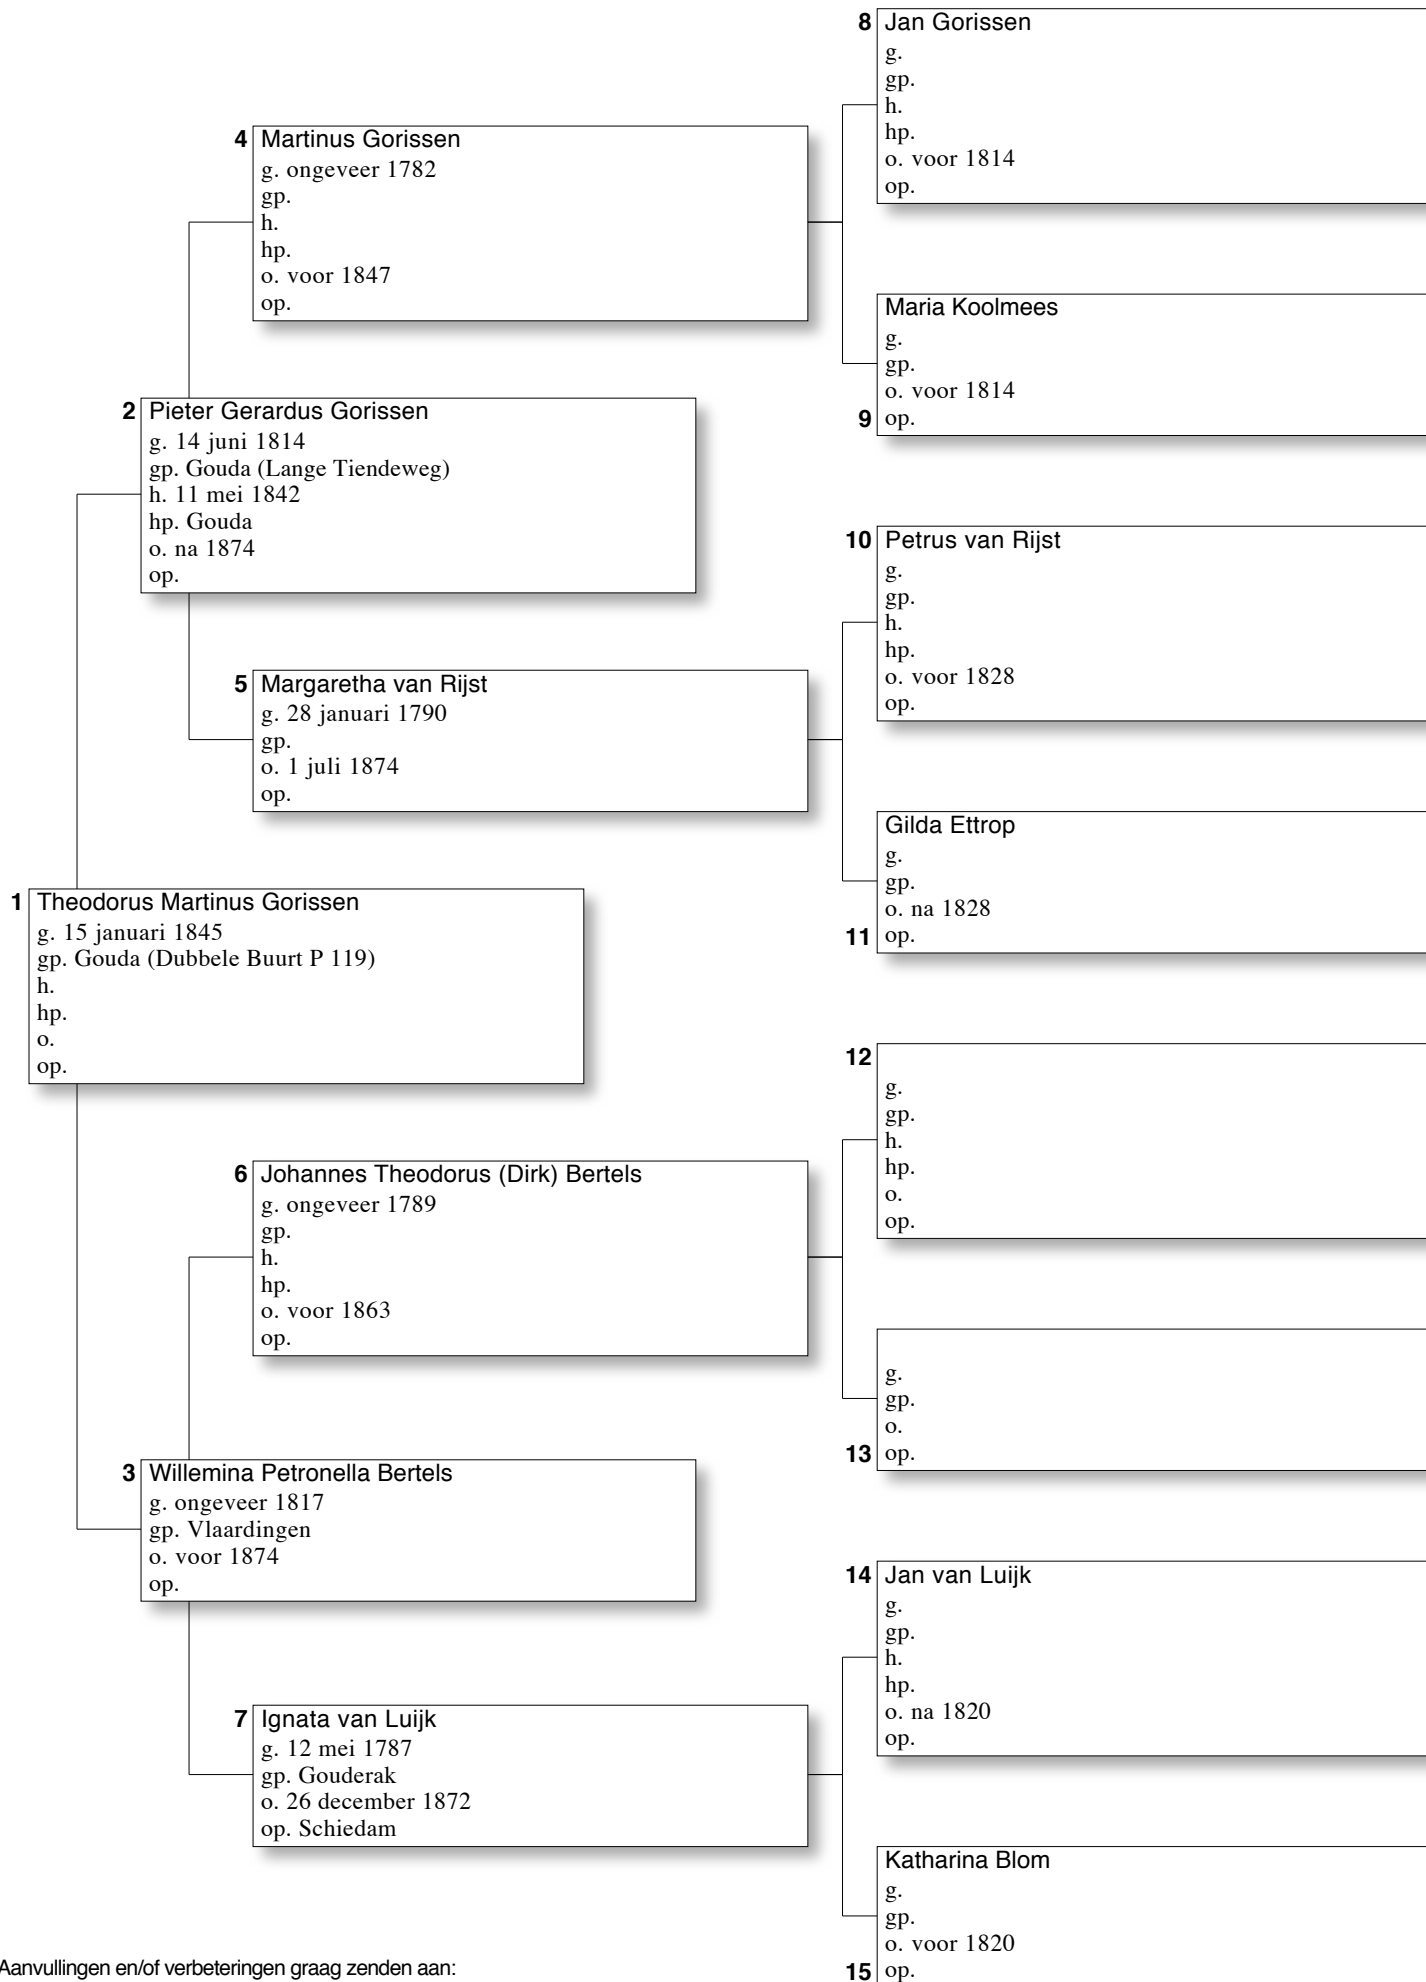 8 Jan Gorissen
g.
gp.
h.
hp.
o. voor 1814
op.
4 Martinus Gorissen
g. ongeveer 1782
gp.
h.
hp.
o. voor 1847
op.
Maria Koolmees
g.
gp.
o. voor 1814
9 op.
2 Pieter Gerardus Gorissen
g. 14 juni 1814
gp. Gouda (Lange Tiendeweg)
h. 11 mei 1842
hp. Gouda
o. na 1874
op.
10 Petrus van Rijst
g.
gp.
h.
hp.
o. voor 1828
op.
5 Margaretha van Rijst
g. 28 januari 1790
gp.
o. 1 juli 1874
op.
Gilda Ettrop
g.
gp.
o. na 1828
11 op.
1 Theodorus Martinus Gorissen
g. 15 januari 1845
gp. Gouda (Dubbele Buurt P 119)
h.
hp.
o.
op.
12
g.
gp.
h.
hp.
o.
op.
6 Johannes Theodorus (Dirk) Bertels
g. ongeveer 1789
gp.
h.
hp.
o. voor 1863
op.
g.
gp.
o.
13 op.
3 Willemina Petronella Bertels
g. ongeveer 1817
gp. Vlaardingen
o. voor 1874
op.
14 Jan van Luijk
g.
gp.
h.
hp.
o. na 1820
op.
7 Ignata van Luijk
g. 12 mei 1787
gp. Gouderak
o. 26 december 1872
op. Schiedam
Katharina Blom
g.
gp.
o. voor 1820
15 op.
Aanvullingen en/of verbeteringen graag zenden aan: